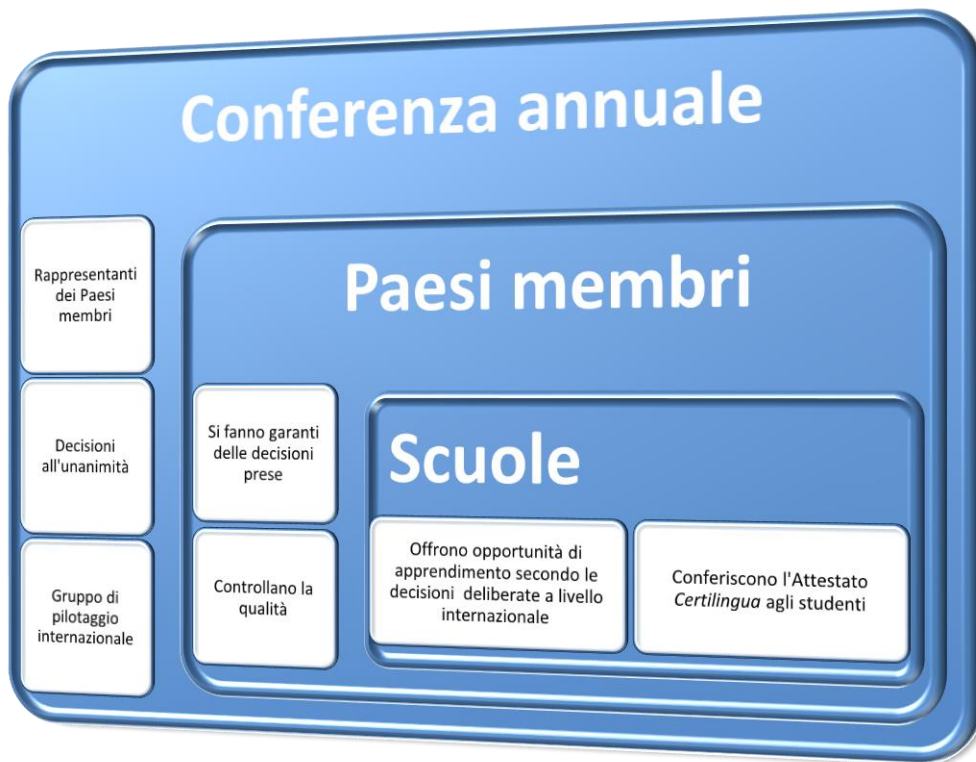 Conferenza annuale
Rappresentanti
dei Paesi
membri
Decisioni
all'unanimità
Gruppo di
pilotaggio
internazionale
Paesi membri
Si fanno garanti
delle decisioni
prese
Controllano la
qualità
Scuole
Offrono opportunità di
apprendimento secondo le
decisioni  deliberate a livello
internazionale
Conferiscono l'Attestato
Certilingua agli studenti